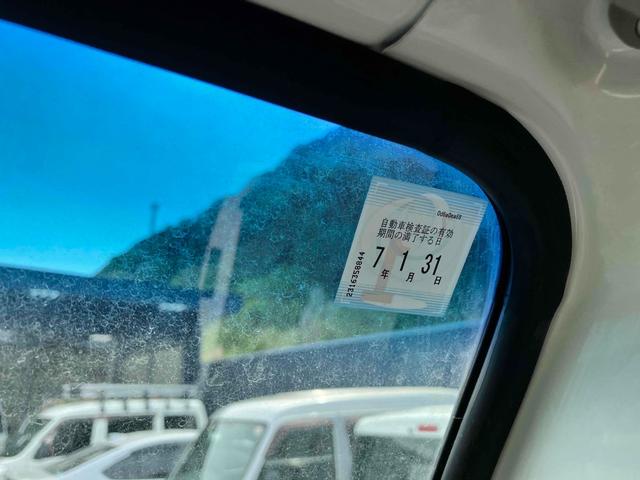 自動車検査証の有効
期間の満了する日
7 1 31
年 月 日
2316358844